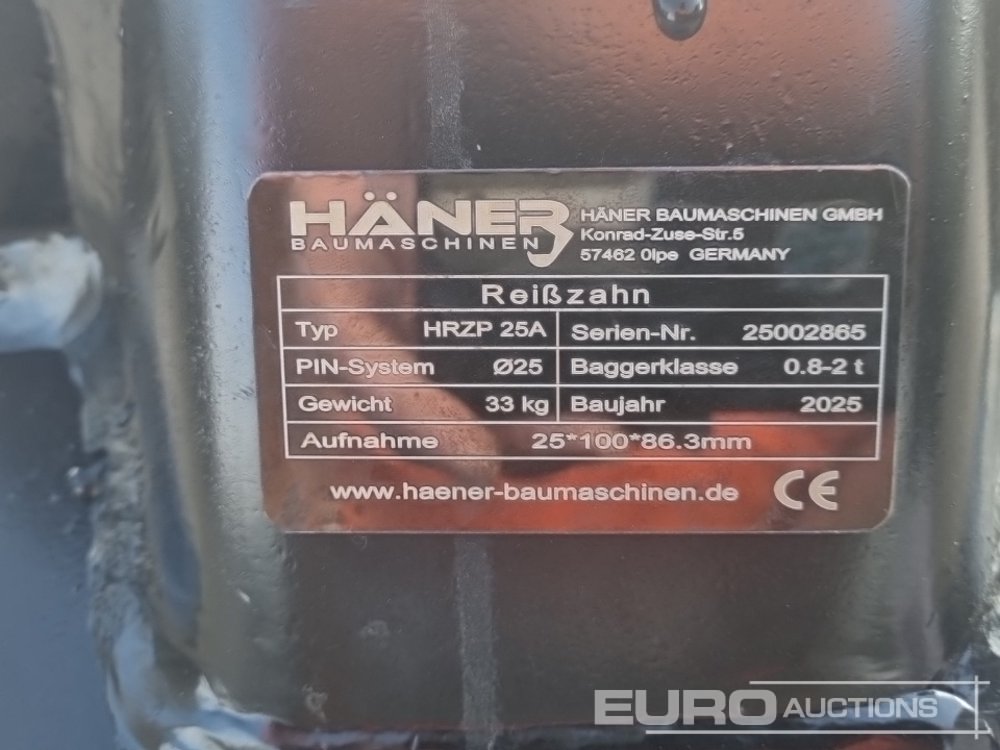 HÄNER
BAUMASCHINEN
HÄNER BAUMASCHINEN GMBH
Konrad-Zuse-Str.5
57462 Olpe GERMANY
Reißzahn
Typ HRZP 25A Serien-Nr. 25002865
PIN-System Ø25 Baggerklasse 0.8-2 t
Gewicht 33 kg Baujahr 2025
Aufnahme 25*100*86.3mm
www.haener-baumaschinen.de CE
EURO AUCTIONS